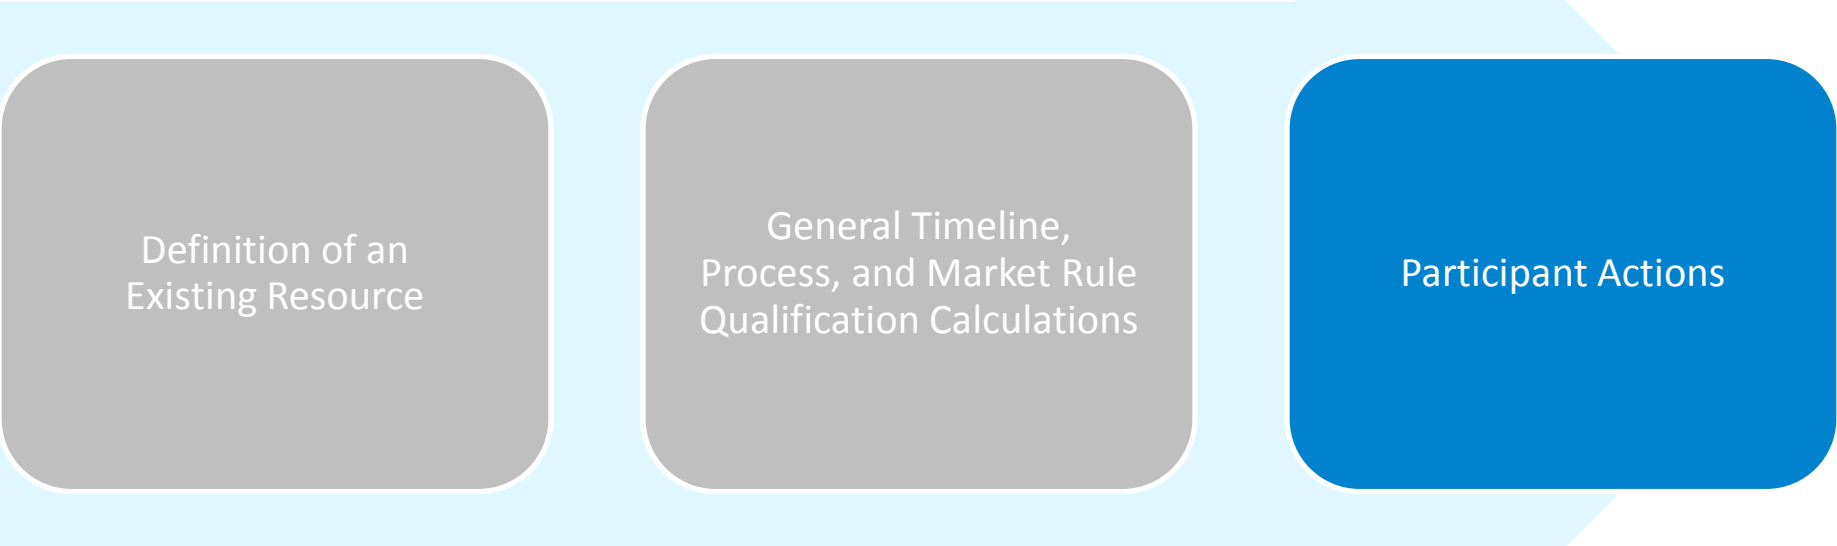 Definition of an
Existing Resource
General Timeline,
Process, and Market Rule
Qualification Calculations
Participant Actions